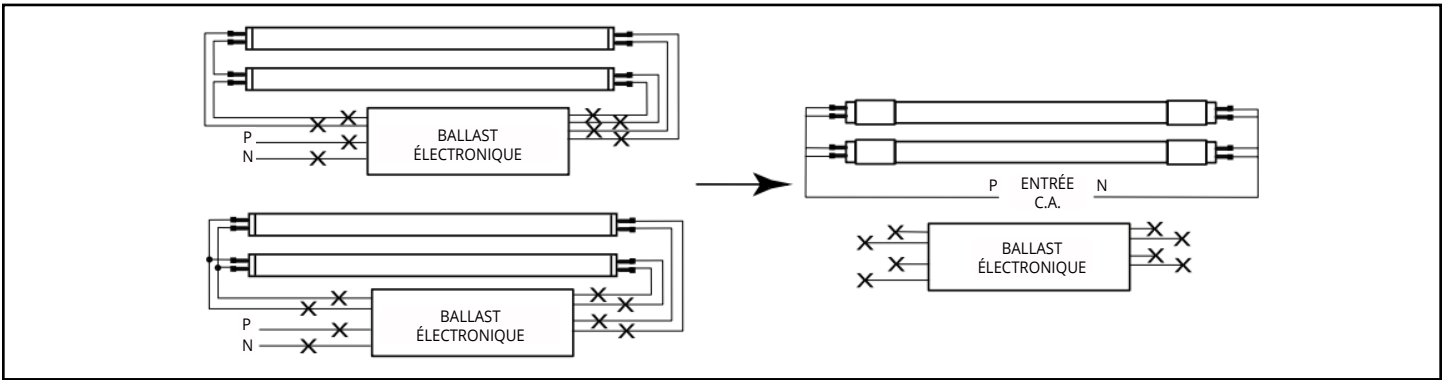 P
N
BALLAST
ÉLECTRONIQUE
P
N
BALLAST
ÉLECTRONIQUE
P ENTRÉE N
C.A.
BALLAST
ÉLECTRONIQUE